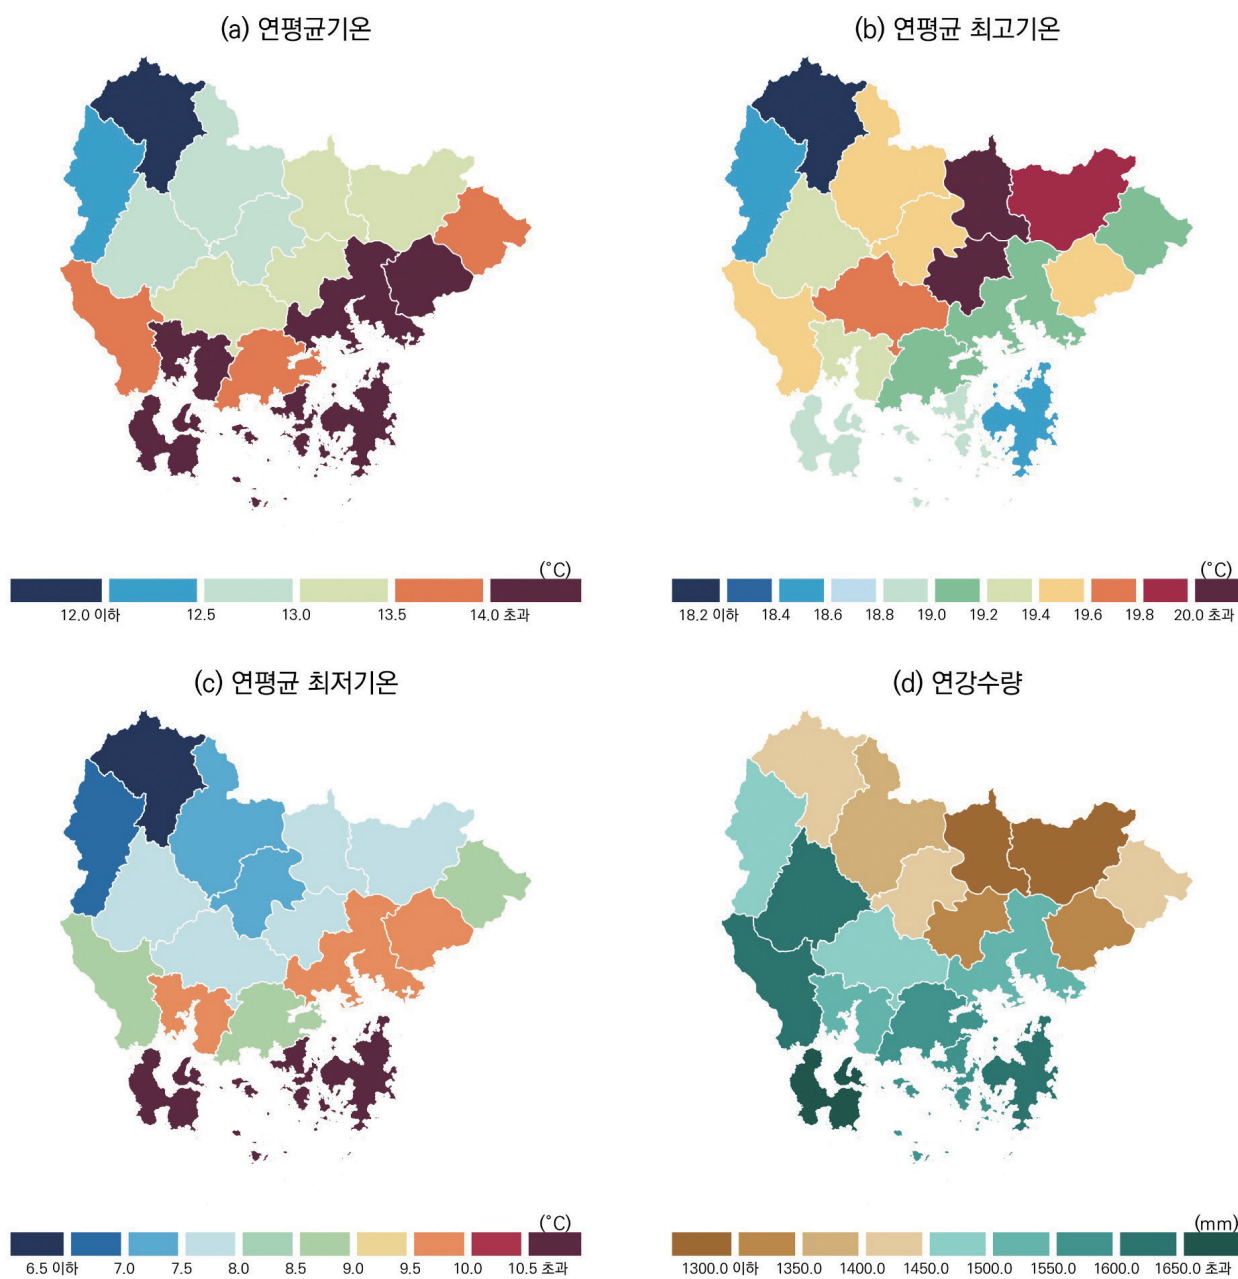 (a) 연평균기온
(b) 연평균 최고기온
(˚C)
12.0 이하 12.5 13.0 13.5 14.0 초과
(˚C)
18.2 이하 18.4 18.6 18.8 19.0 19.2 19.4 19.6 19.8 20.0 초과
(c) 연평균 최저기온
(d) 연강수량
(˚C)
6.5 이하 7.0 7.5 8.0 8.5 9.0 9.5 10.0 10.5 초과
(mm)
1300.0 이하 1350.0 1400.0 1450.0 1500.0 1550.0 1600.0 1650.0 초과